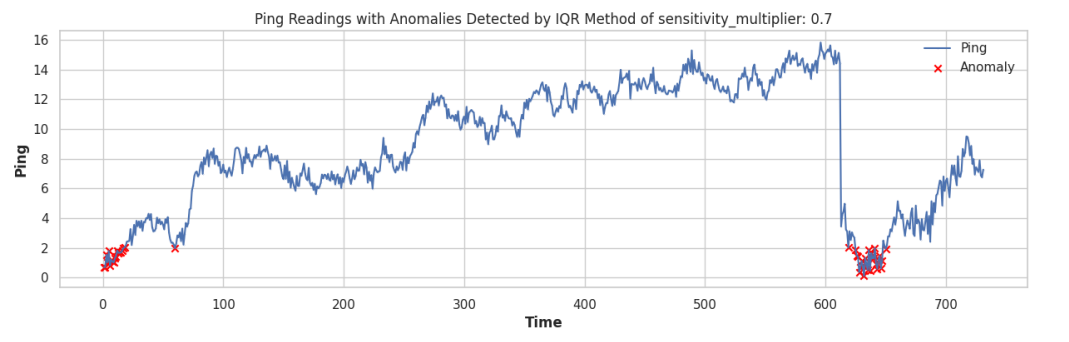 Ping Readings with Anomalies Detected by IQR Method of sensitivity_multiplier: 0.7
16
14
12
10
8
6
4
2
0
Ping
Ping
Anomaly
0 100 200 300 400 500 600 700
Time